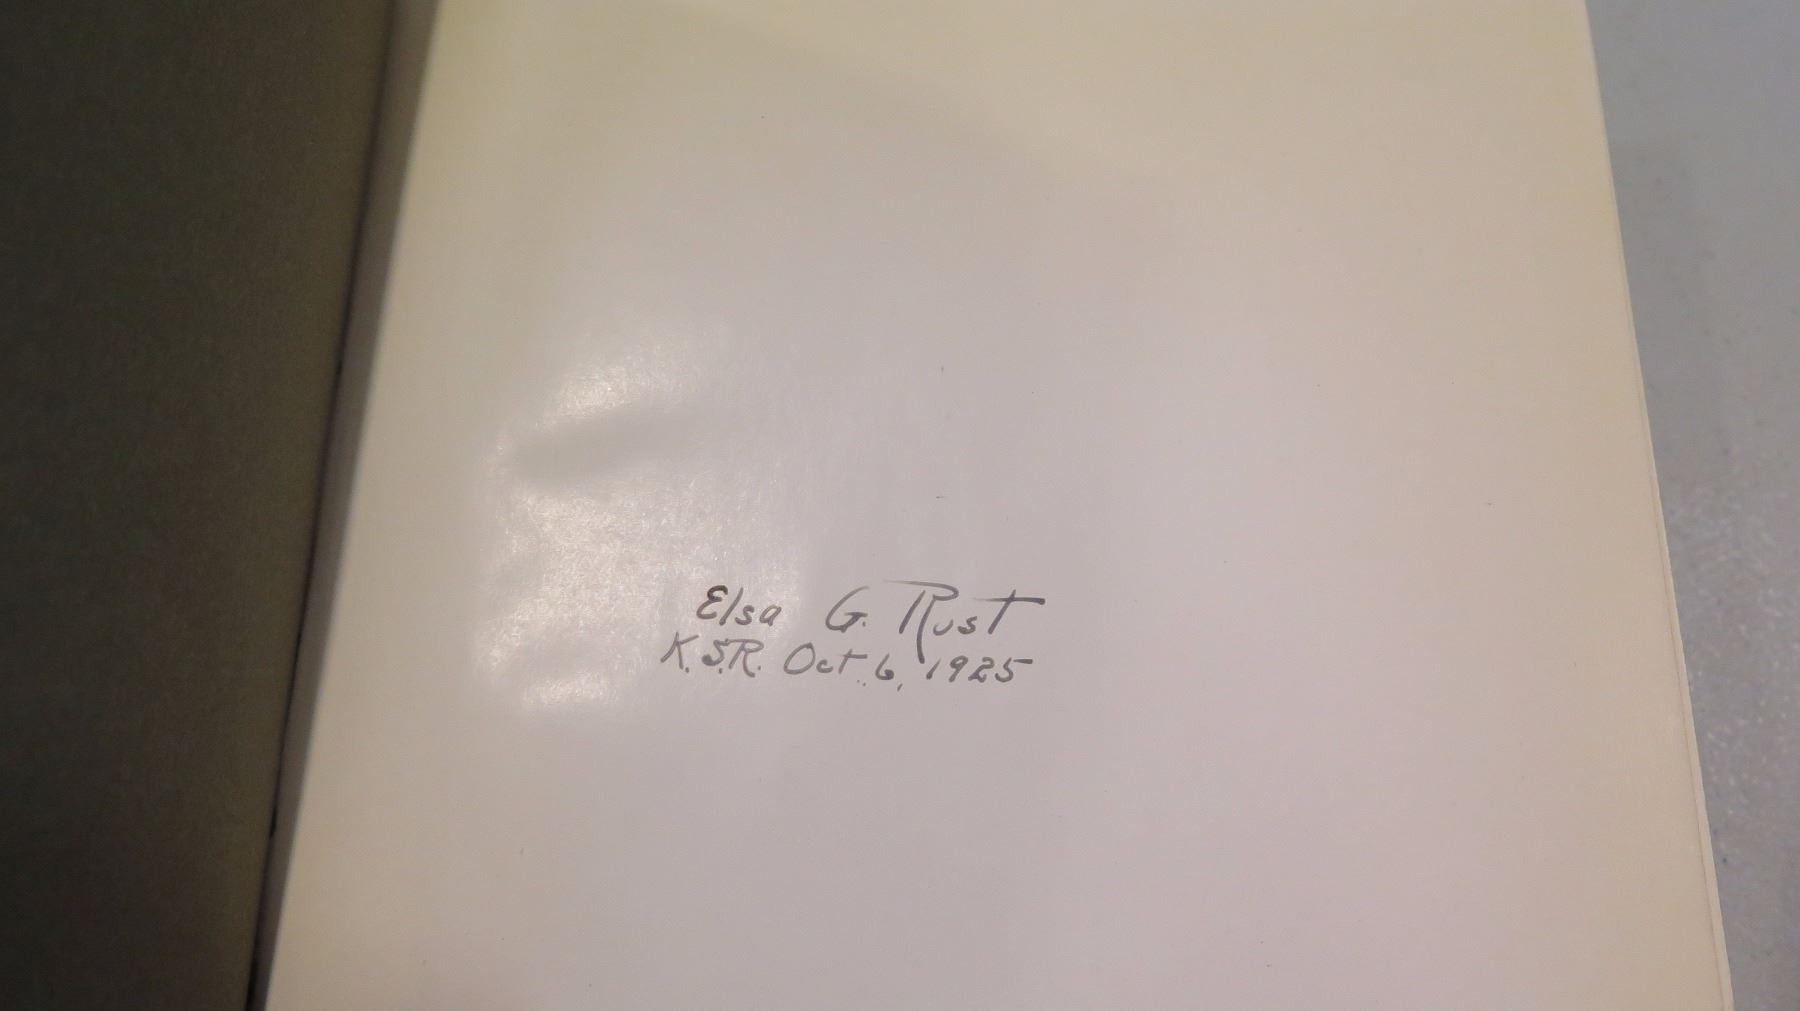 Elsa G. Rust
K.S.R. Oct. 6, 1925